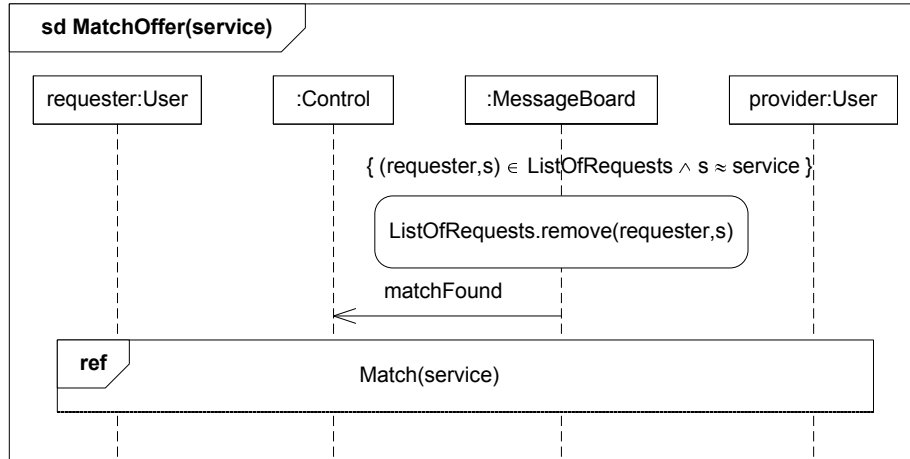 sd MatchOffer(service)
requester:User
:Control
:MessageBoard
provider:User
{ (requester,s) ∈ ListOfRequests ∧ s ≈ service }
ListOfRequests.remove(requester,s)
matchFound
ref
Match(service)